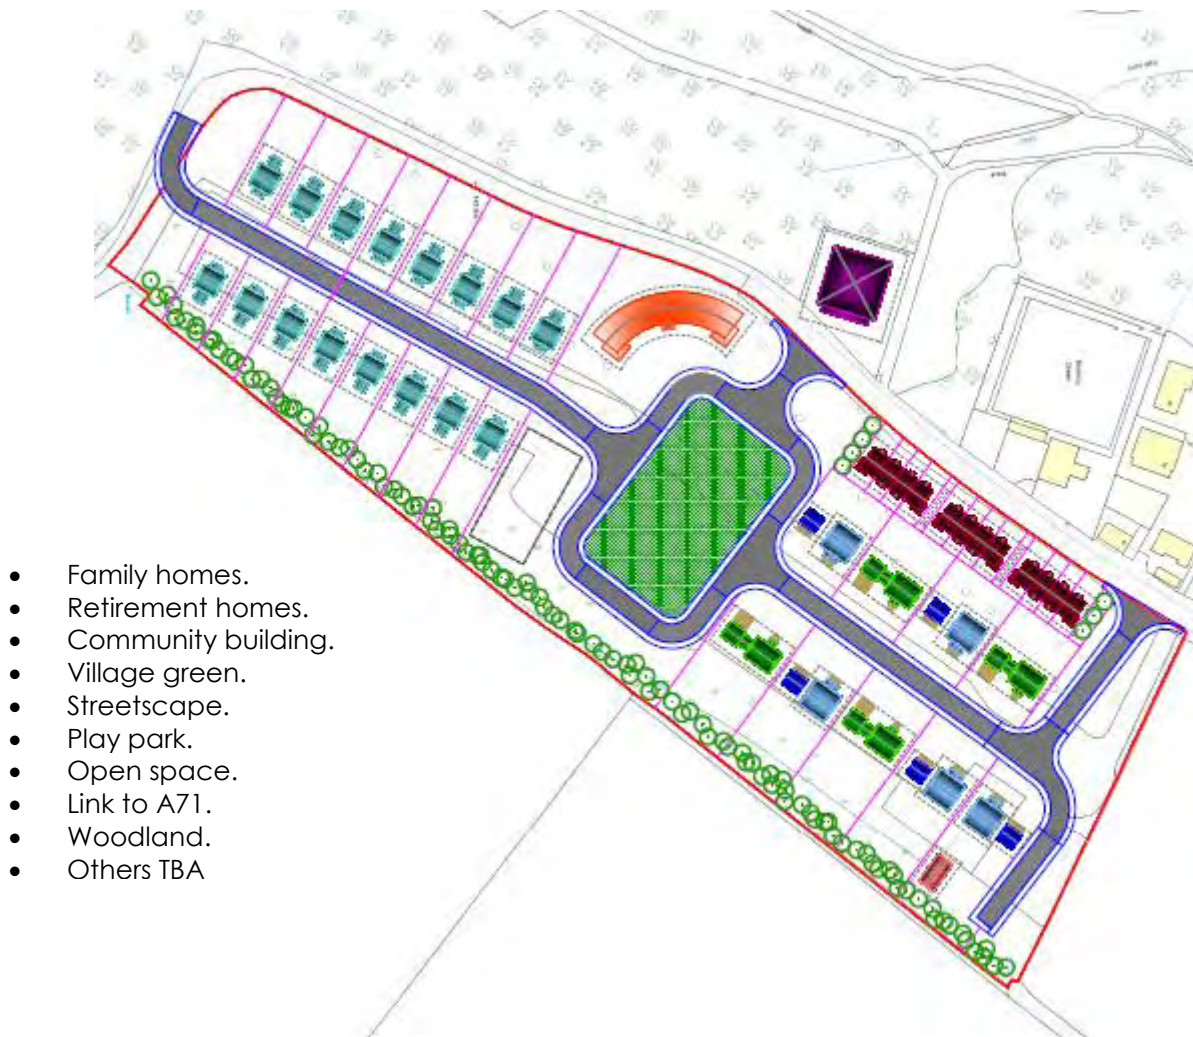 • Family homes.
• Retirement homes.
• Community building.
• Village green.
• Streetscape.
• Play park.
• Open space.
• Link to A71.
• Woodland.
• Others TBA